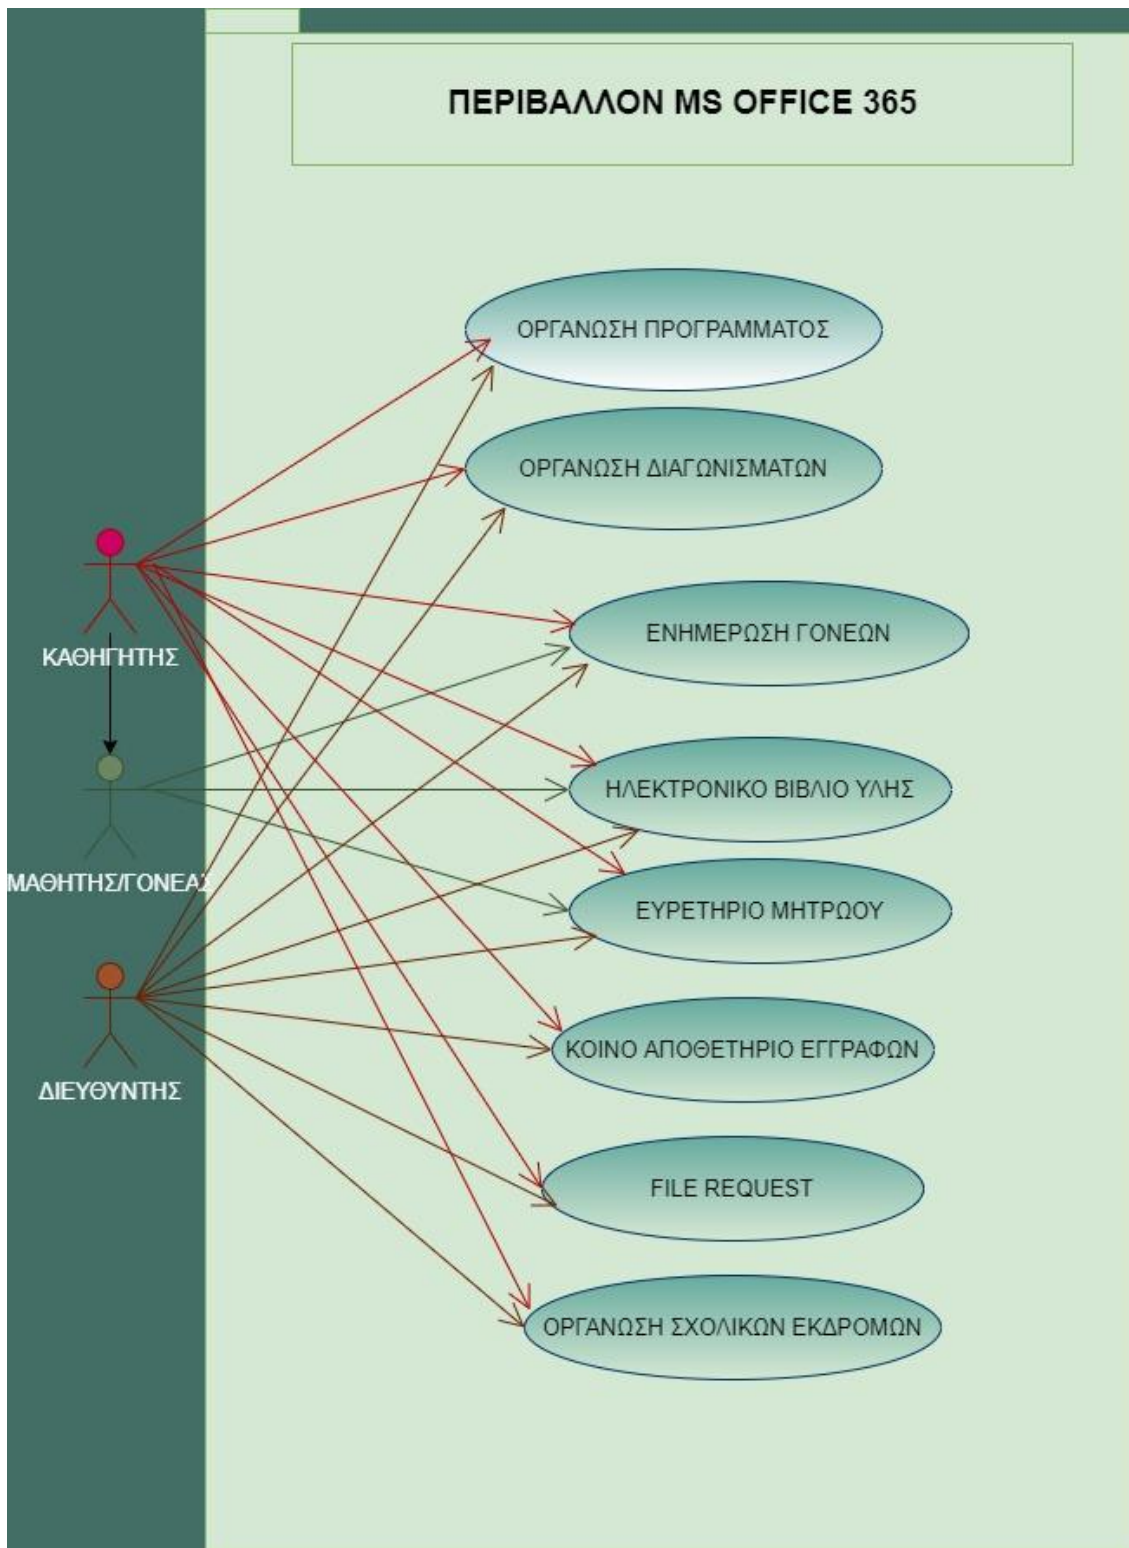 ΠΕΡΙΒΑΛΛΟΝ MS OFFICE 365
ΟΡΓΑΝΩΣΗ ΠΡΟΓΡΑΜΜΑΤΟΣ
ΟΡΓΑΝΩΣΗ ΔΙΑΓΩΝΙΣΜΑΤΩΝ
ΕΝΗΜΕΡΩΣΗ ΓΟΝΕΩΝ
ΚΑΘΗΓΗΤΗΣ
ΗΛΕΚΤΡΟΝΙΚΟ ΒΙΒΛΙΟ ΥΛΗΣ
ΜΑΘΗΤΗΣ/ΓΟΝΕΑΣ
ΕΥΡΕΤΗΡΙΟ ΜΗΤΡΩΟΥ
ΚΟΙΝΟ ΑΠΟΘΕΤΗΡΙΟ ΕΓΓΡΑΦΩΝ
ΔΙΕΥΘΥΝΤΗΣ
FILE REQUEST
ΟΡΓΑΝΩΣΗ ΣΧΟΛΙΚΩΝ ΕΚΔΡΟΜΩΝ